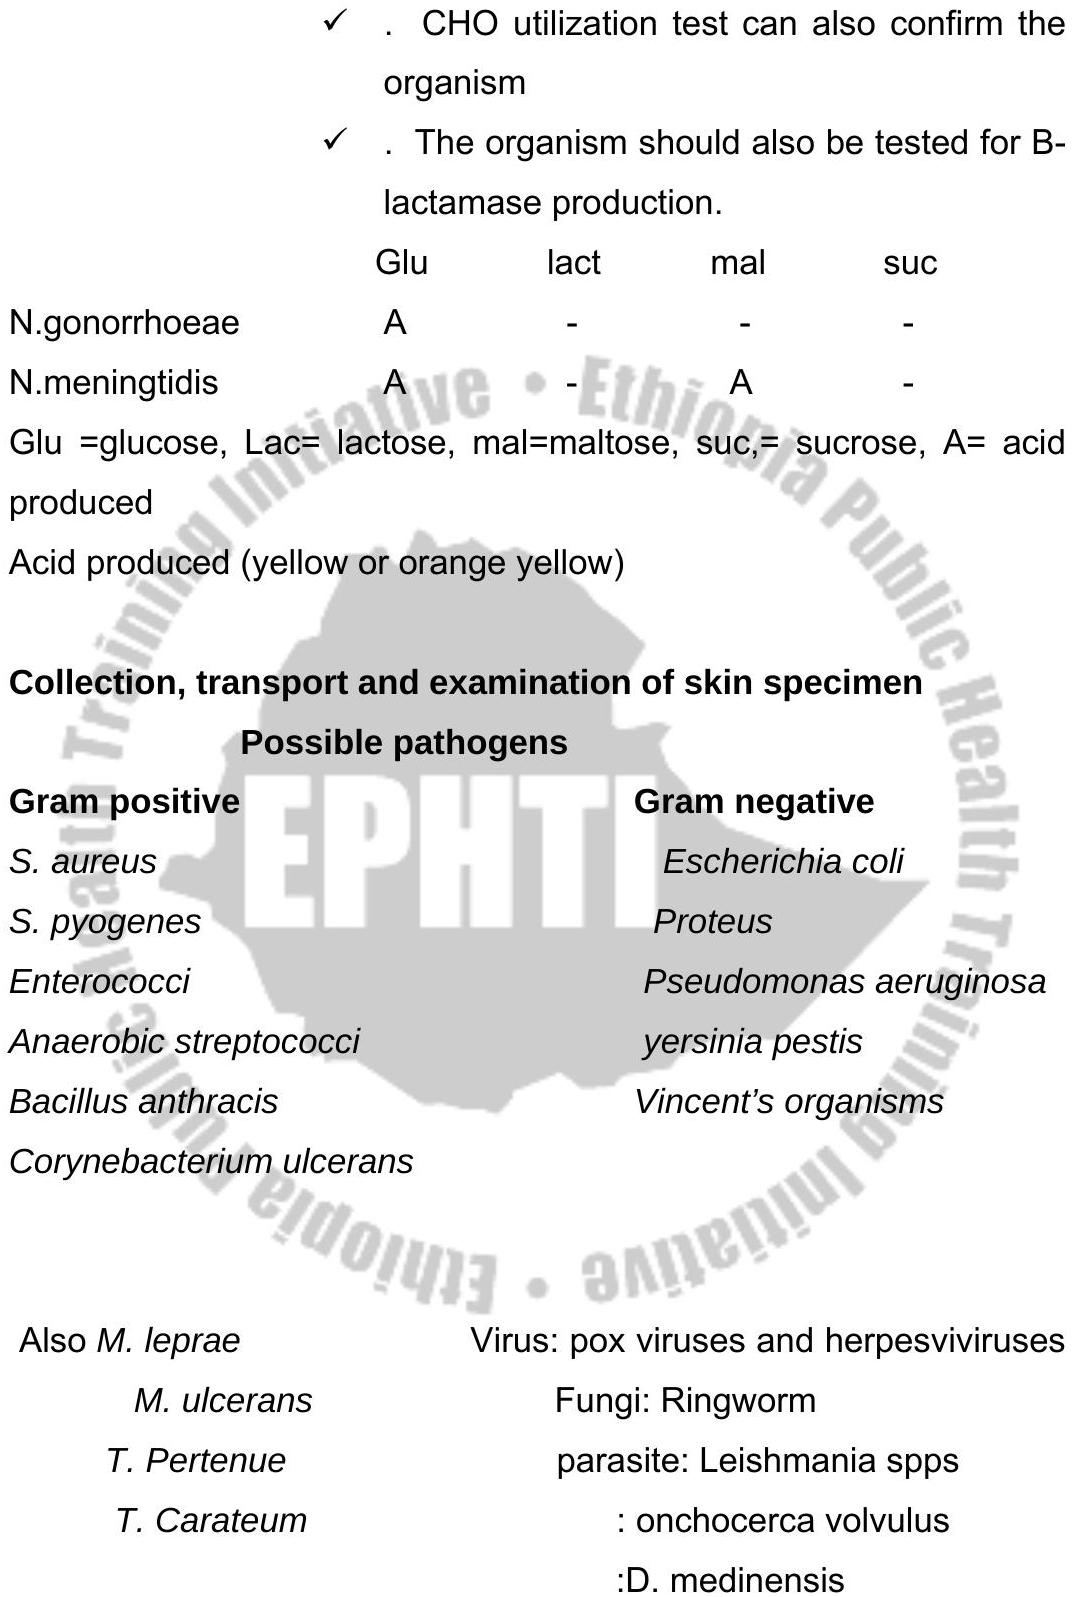 ✓ . CHO utilization test can also confirm the
organism
✓ . The organism should also be tested for B-
lactamase production.
Glu lact mal suc
N.gonorrhoeae A - - -
N.meningtidis A - A -
Glu =glucose, Lac= lactose, mal=maltose, suc,= sucrose, A= acid
produced
Acid produced (yellow or orange yellow)
Collection, transport and examination of skin specimen
Possible pathogens
Gram positive Gram negative
S. aureus Escherichia coli
S. pyogenes Proteus
Enterococci Pseudomonas aeruginosa
Anaerobic streptococci yersinia pestis
Bacillus anthracis Vincent’s organisms
Corynebacterium ulcerans
Also M. leprae Virus: pox viruses and herpesviviruses
M. ulcerans Fungi: Ringworm
T. Pertenue parasite: Leishmania spps
T. Carateum : onchocerca volvulus
:D. medinensis
EPHTI
Ethiopia Public Health Training Initiative • Ethiopia Public Health Training Initiative •